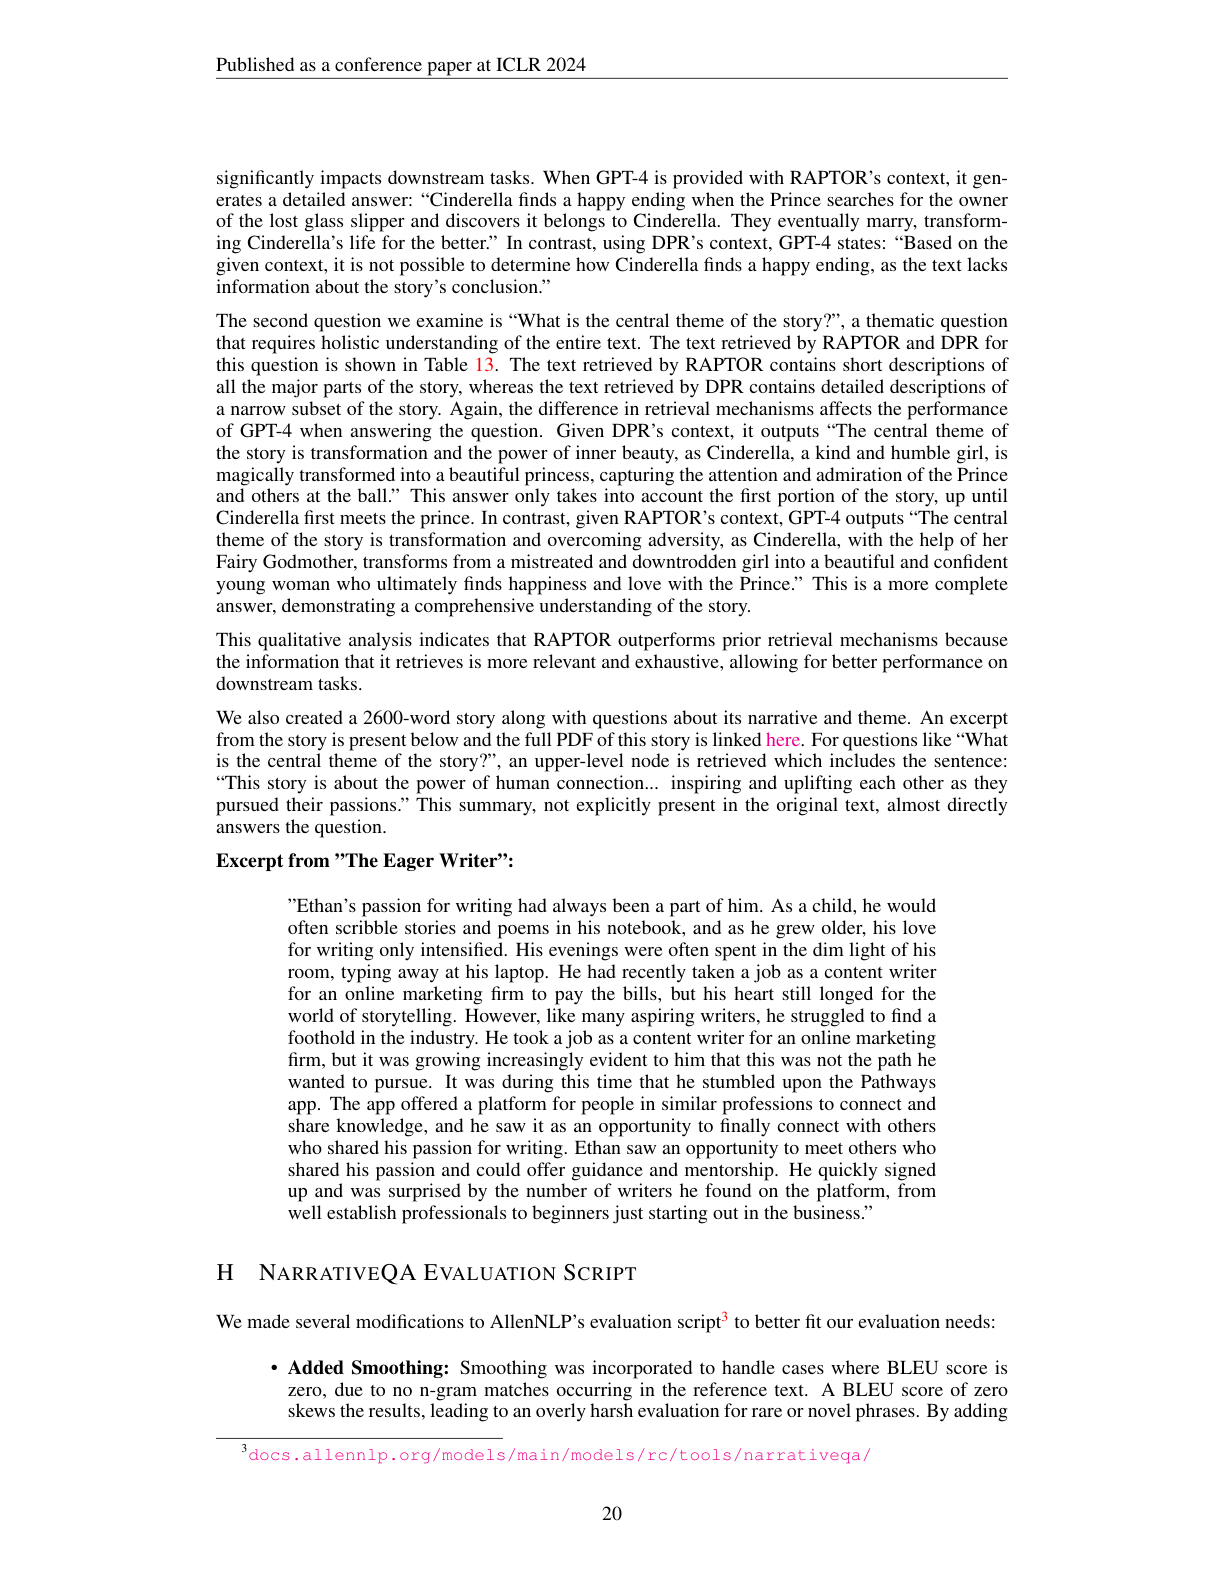 Published as a conference paper at ICLR 2024
significantly impacts downstream tasks. When GPT-4 is provided with RAPTOR’s context, it gen-
erates a detailed answer: “Cinderella finds a happy ending when the Prince searches for the owner
of the lost glass slipper and discovers it belongs to Cinderella. They eventually marry, transform-
ing Cinderella’s life for the better.” In contrast, using DPR’s context, GPT-4 states: “Based on the
given context, it is not possible to determine how Cinderella finds a happy ending, as the text lacks
information about the story’s conclusion.”
The second question we examine is “What is the central theme of the story?”, a thematic question
that requires holistic understanding of the entire text. The text retrieved by RAPTOR and DPR for
this question is shown in Table 13. The text retrieved by RAPTOR contains short descriptions of
all the major parts of the story, whereas the text retrieved by DPR contains detailed descriptions of
a narrow subset of the story. Again, the difference in retrieval mechanisms affects the performance
of GPT-4 when answering the question. Given DPR’s context, it outputs “The central theme of
the story is transformation and the power of inner beauty, as Cinderella, a kind and humble girl, is
magically transformed into a beautiful princess, capturing the attention and admiration of the Prince
and others at the ball.” This answer only takes into account the first portion of the story, up until
Cinderella first meets the prince. In contrast, given RAPTOR’s context, GPT-4 outputs “The central
theme of the story is transformation and overcoming adversity, as Cinderella, with the help of her
Fairy Godmother, transforms from a mistreated and downtrodden girl into a beautiful and confident
young woman who ultimately finds happiness and love with the Prince.” This is a more complete
answer, demonstrating a comprehensive understanding of the story.
This qualitative analysis indicates that RAPTOR outperforms prior retrieval mechanisms because
the information that it retrieves is more relevant and exhaustive, allowing for better performance on
downstream tasks.
We also created a 2600-word story along with questions about its narrative and theme. An excerpt
from the story is present below and the full PDF of this story is linked here. For questions like “What
is the central theme of the story?”, an upper-level node is retrieved which includes the sentence:
“This story is about the power of human connection... inspiring and uplifting each other as they
pursued their passions.” This summary, not explicitly present in the original text, almost directly
answers the question.
Excerpt from ”The Eager Writer”:
”Ethan’s passion for writing had always been a part of him. As a child, he would
often scribble stories and poems in his notebook, and as he grew older, his love
for writing only intensified. His evenings were often spent in the dim light of his
room, typing away at his laptop. He had recently taken a job as a content writer
for an online marketing firm to pay the bills, but his heart still longed for the
world of storytelling. However, like many aspiring writers, he struggled to find a
foothold in the industry. He took a job as a content writer for an online marketing
firm, but it was growing increasingly evident to him that this was not the path he
wanted to pursue. It was during this time that he stumbled upon the Pathways
app. The app offered a platform for people in similar professions to connect and
share knowledge, and he saw it as an opportunity to finally connect with others
who shared his passion for writing. Ethan saw an opportunity to meet others who
shared his passion and could offer guidance and mentorship. He quickly signed
up and was surprised by the number of writers he found on the platform, from
well establish professionals to beginners just starting out in the business.”
H NARRATIVEQA EVALUATION SCRIPT
We made several modifications to AllenNLP’s evaluation script3 to better fit our evaluation needs:
• Added Smoothing: Smoothing was incorporated to handle cases where BLEU score is
zero, due to no n-gram matches occurring in the reference text. A BLEU score of zero
skews the results, leading to an overly harsh evaluation for rare or novel phrases. By adding
3docs.allennlp.org/models/main/models/rc/tools/narrativeqa/
20